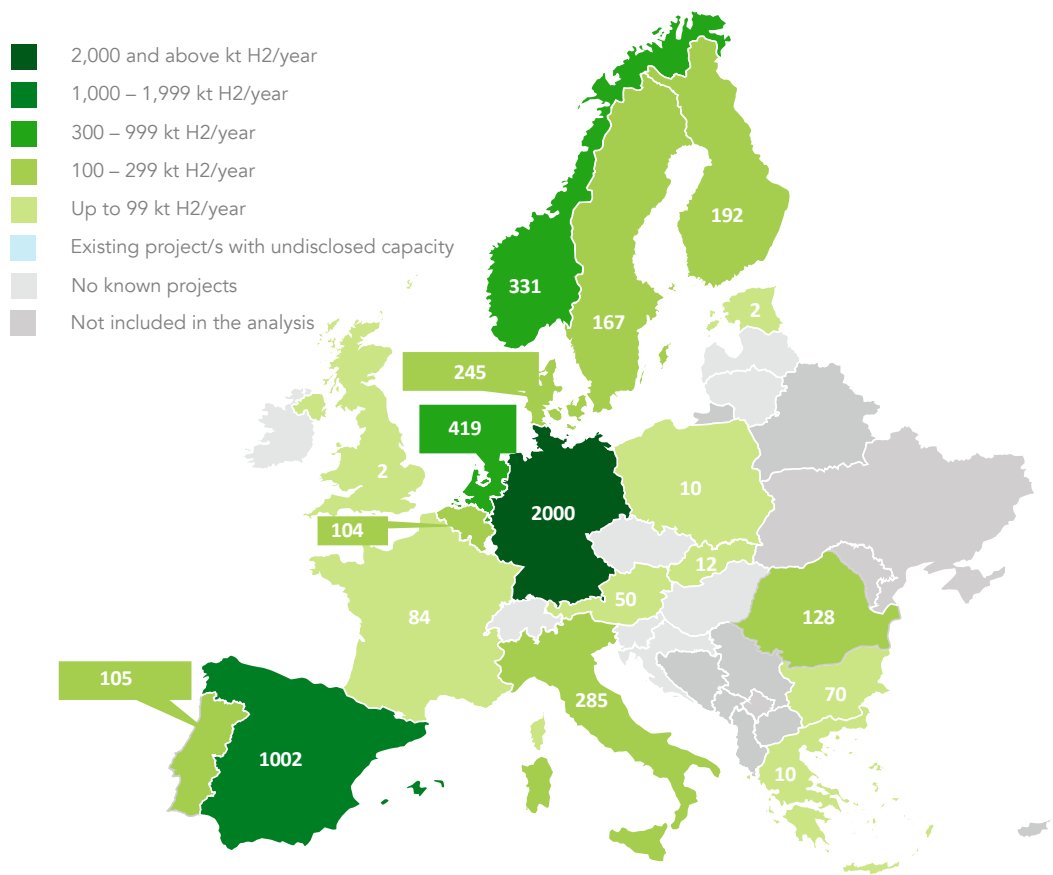 2,000 and above kt H2/year
1,000 – 1,999 kt H2/year
300 – 999 kt H2/year
100 – 299 kt H2/year
Up to 99 kt H2/year
Existing project/s with undisclosed capacity
No known projects
Not included in the analysis
192
331
167
2
245
419
2
10
2000
104
12
50
84
128
105
70
285
1002
10